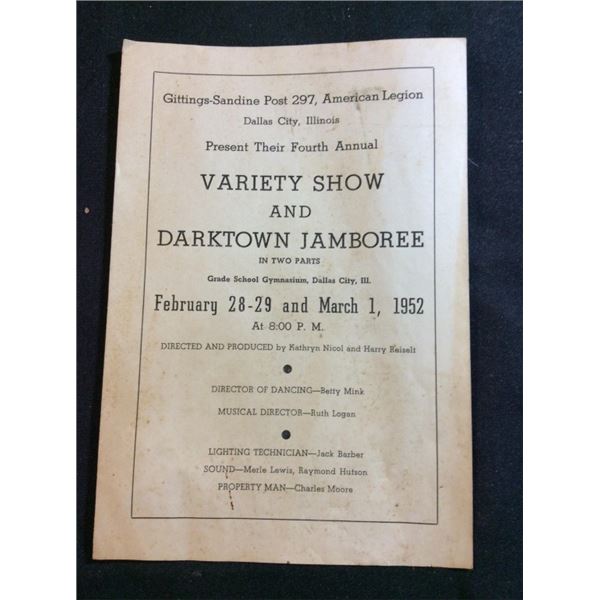 Gittings-Sandine Post 297, American Legion
Dallas City, Illinois
Present Their Fourth Annual
VARIETY SHOW
AND
DARKTOWN JAMBOREE
IN TWO PARTS
Grade School Gymnasium, Dallas City, Ill.
February 28-29 and March 1, 1952
At 8:00 P. M.
DIRECTED AND PRODUCED by Kathryn Nicol and Harry Reiselt
DIRECTOR OF DANCING—Betty Mink
MUSICAL DIRECTOR—Ruth Logan
LIGHTING TECHNICIAN—Jack Barber
SOUND—Merle Lewis, Raymond Hutson
PROPERTY MAN—Charles Moore